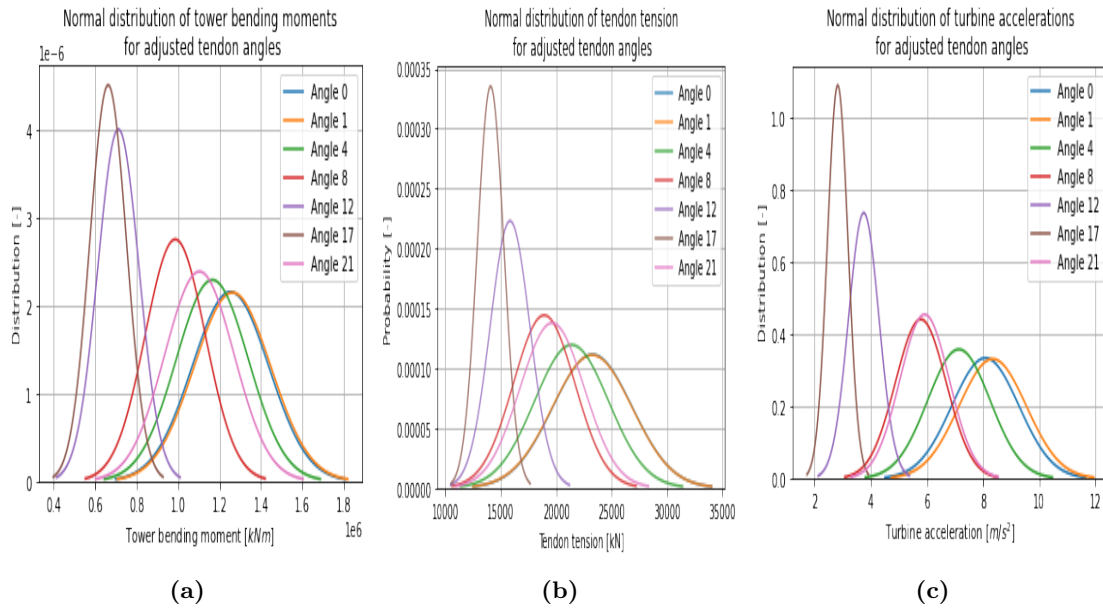 Normal distribution of tower bending moments
for adjusted tendon angles
1e−6
4
3
2
1
0
0.4
0.6
0.8
1.0
1.2
1.4
1.6
1.8
1e6
Distribution [-]
Tower bending moment [kNm]
Angle 0
Angle 1
Angle 4
Angle 8
Angle 12
Angle 17
Angle 21
(a)
Normal distribution of tendon tension
for adjusted tendon angles
0.00035
0.00030
0.00025
0.00020
0.00015
0.00010
0.00005
0.00000
10000
15000
20000
25000
30000
35000
Probability [-]
Tendon tension [kN]
Angle 0
Angle 1
Angle 4
Angle 8
Angle 12
Angle 17
Angle 21
(b)
Normal distribution of turbine accelerations
for adjusted tendon angles
1.0
0.8
0.6
0.4
0.2
0.0
2
4
6
8
10
12
Distribution [-]
Turbine acceleration [m/s²]
Angle 0
Angle 1
Angle 4
Angle 8
Angle 12
Angle 17
Angle 21
(c)